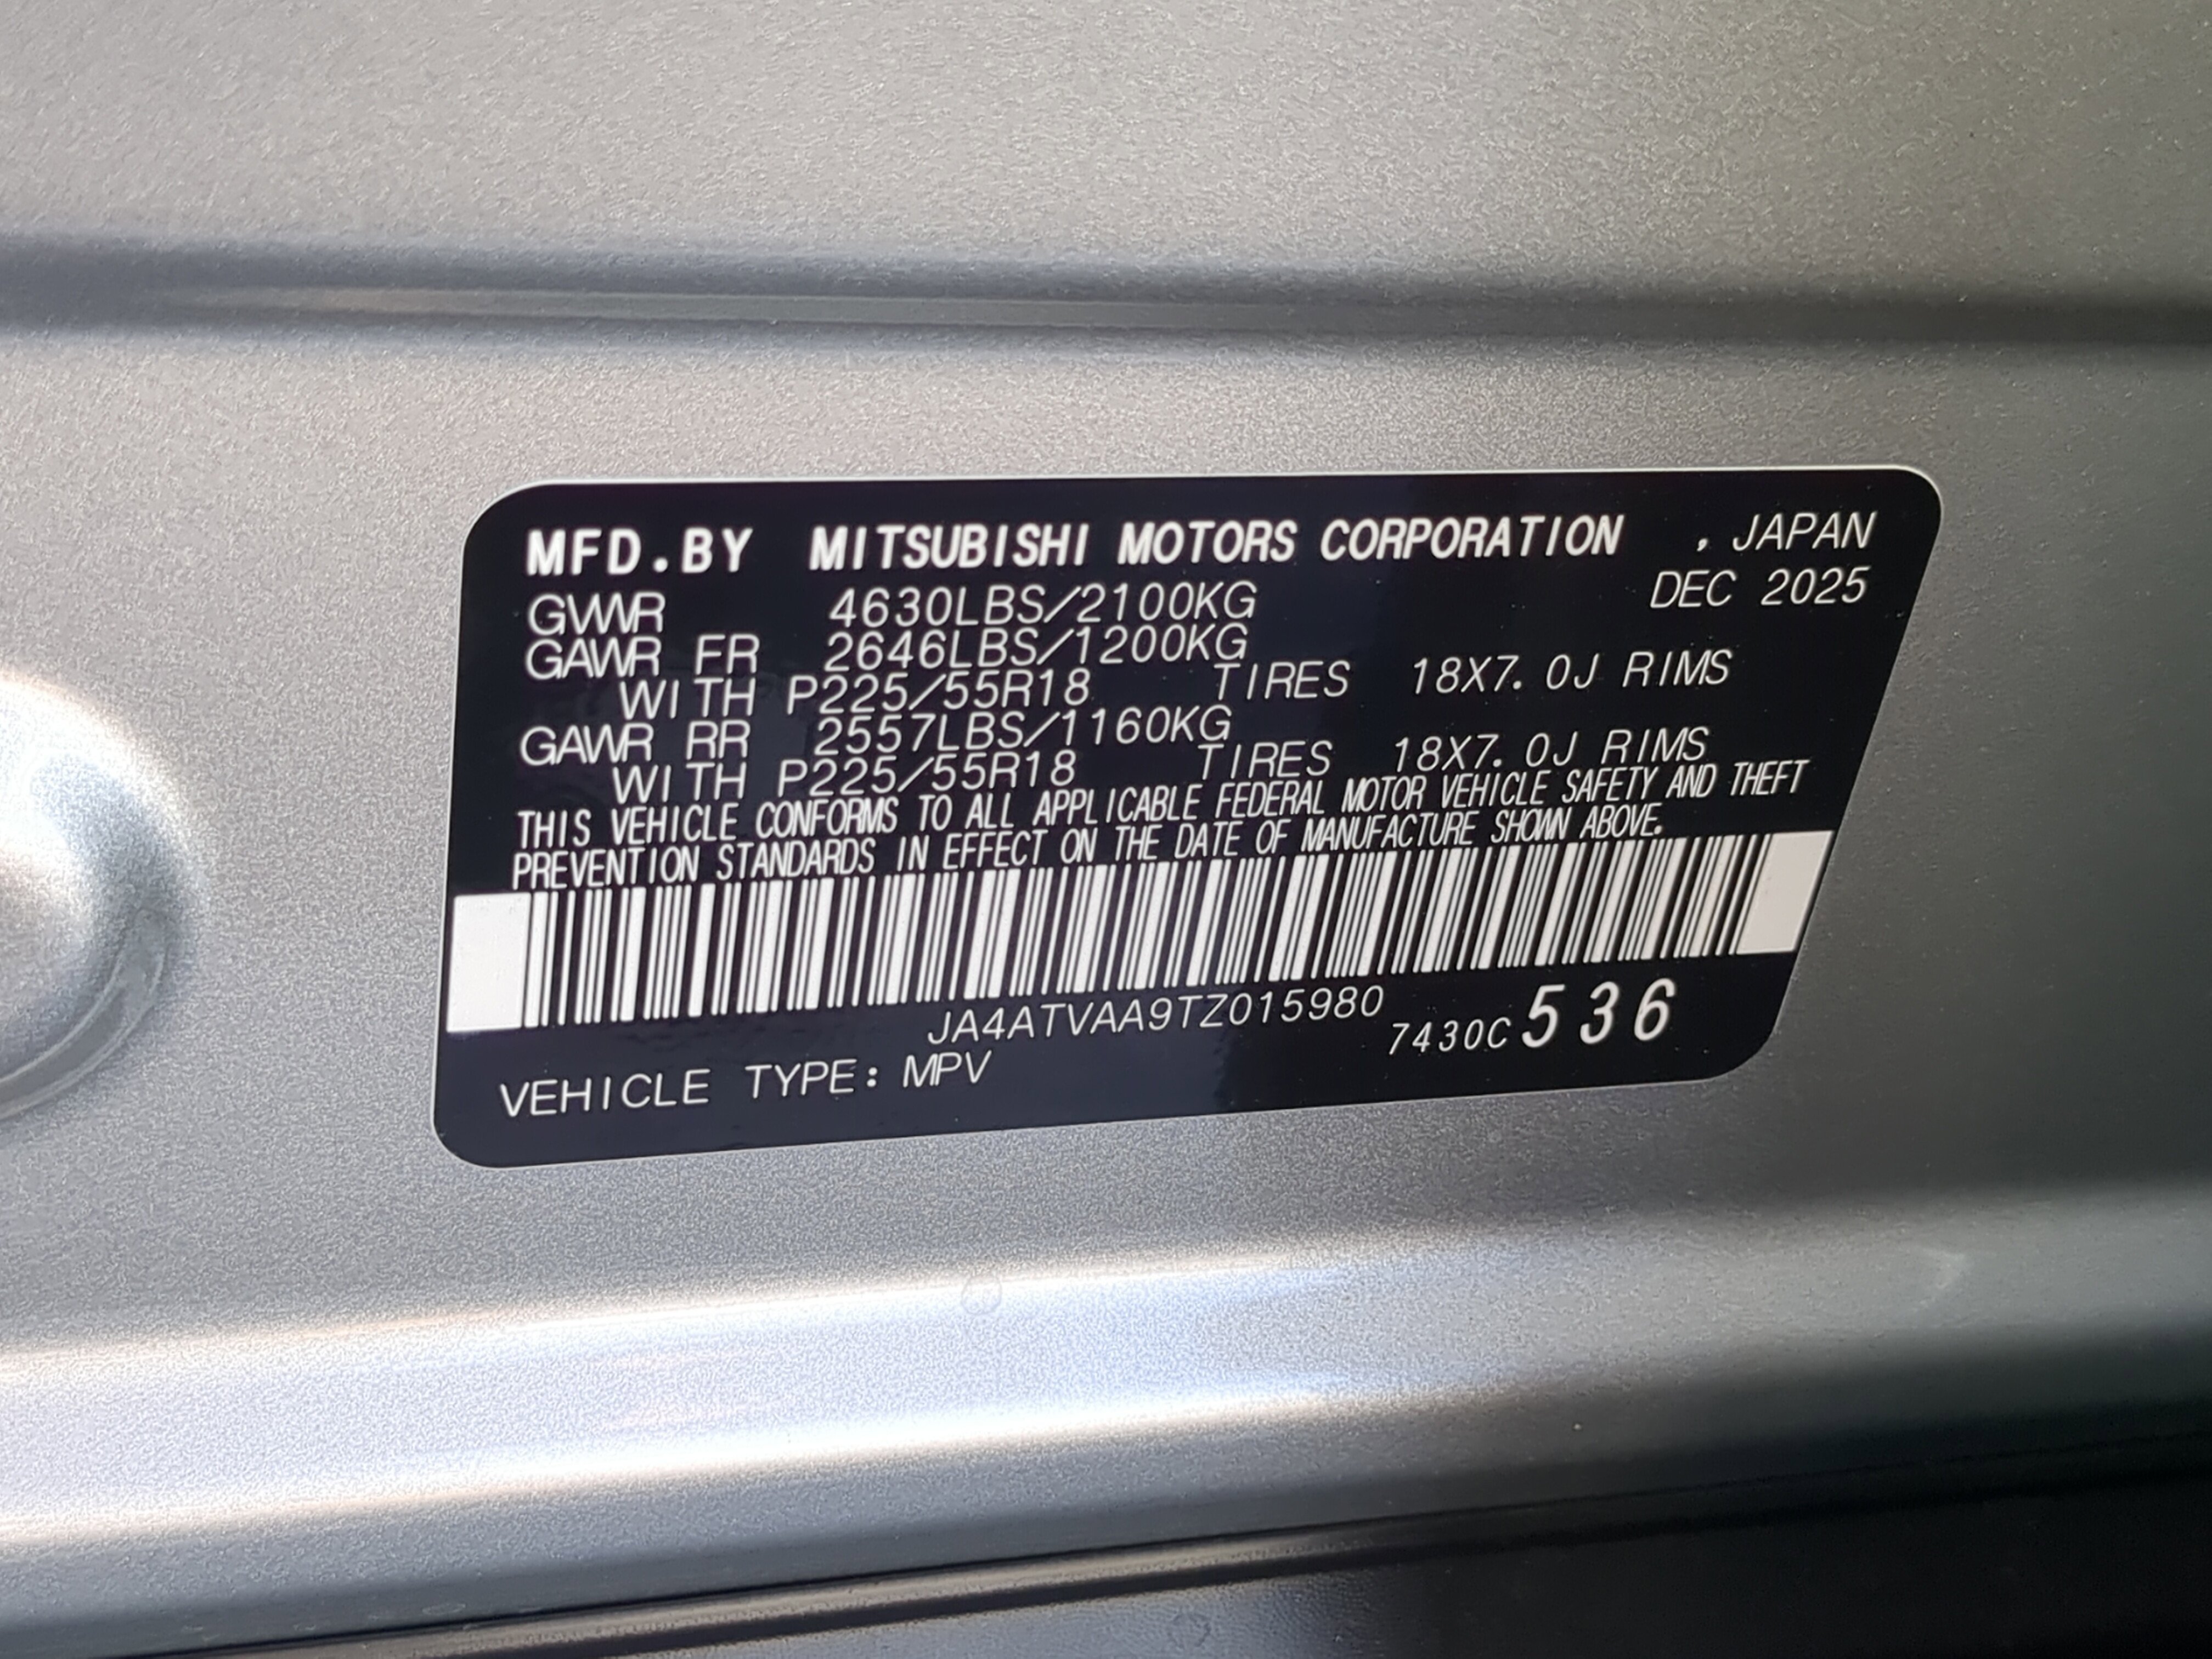 MFD.BY MITSUBISHI MOTORS CORPORATION , JAPAN
DEC 2025
GVWR 4630LBS/2100KG
GAWR FR 2646LBS/1200KG
WITH P225/55R18 TIRES 18X7.0J RIMS
GAWR RR 2557LBS/1160KG
WITH P225/55R18 TIRES 18X7.0J RIMS
THIS VEHICLE CONFORMS TO ALL APPLICABLE FEDERAL MOTOR VEHICLE SAFETY AND THEFT
PREVENTION STANDARDS IN EFFECT ON THE DATE OF MANUFACTURE SHOWN ABOVE.
JA4ATVAA9TZ015980
7430C 536
VEHICLE TYPE: MPV